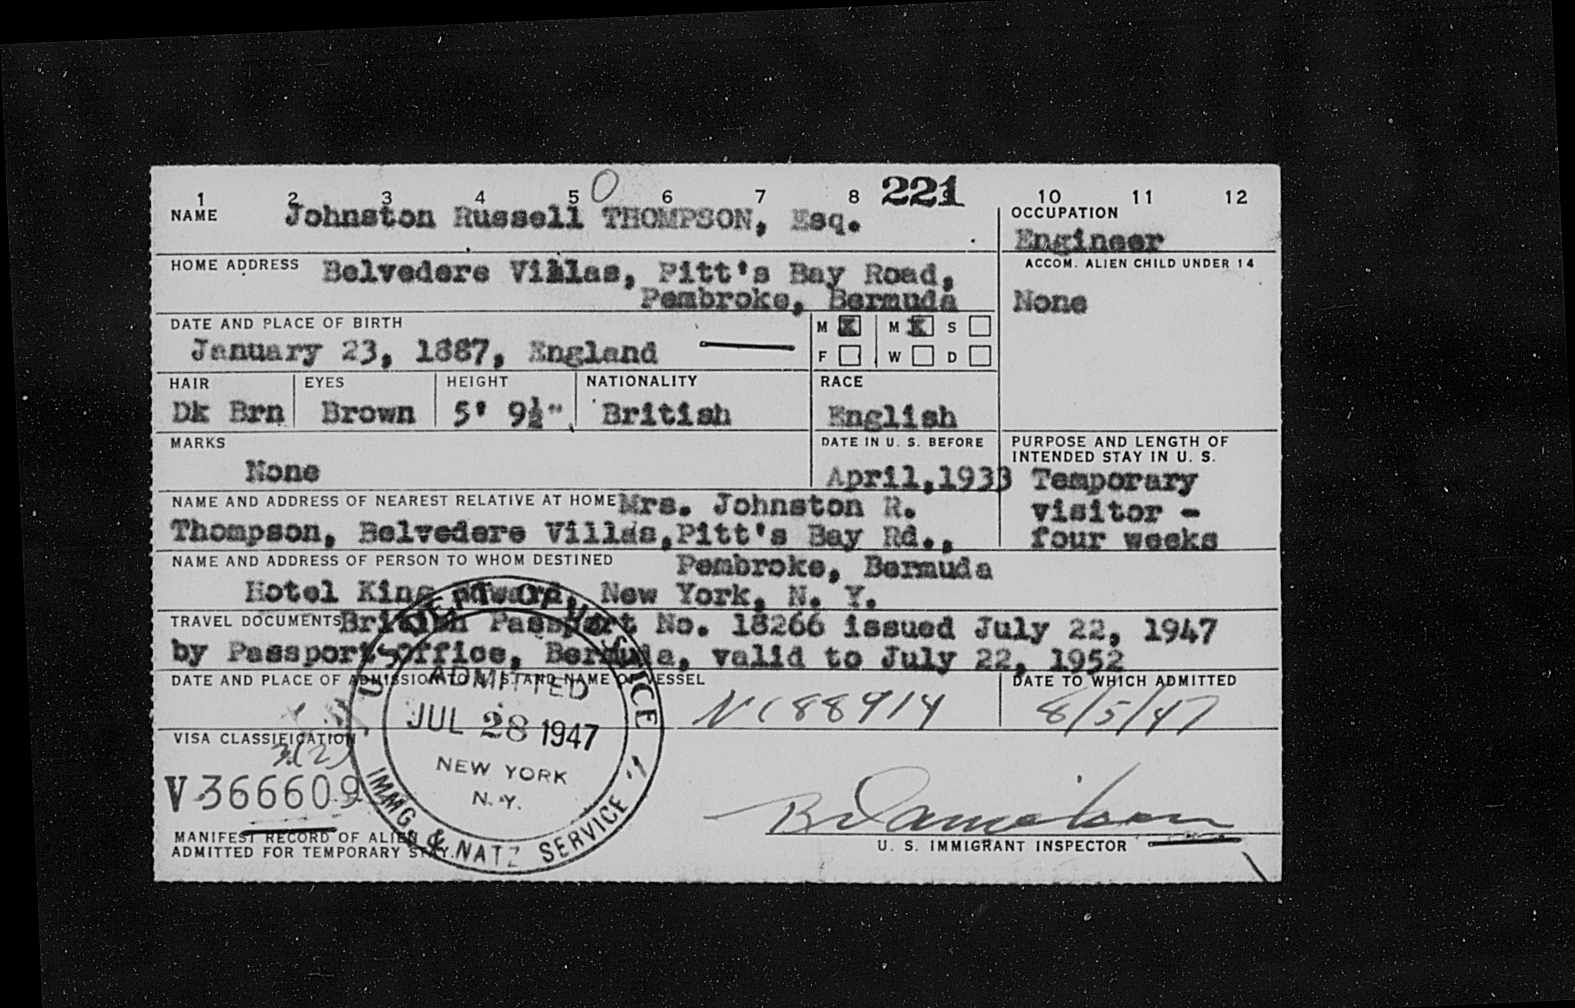 1 2 3 4 5 0 6 7 8 221 10 11 12
NAME Johnston Russell THOMPSON, Esq.
OCCUPATION
Engineer
HOME ADDRESS Belvedere Villas, Pitt's Bay Road,
Pembroke, Bermuda
ACCOM. ALIEN CHILD UNDER 14
None
DATE AND PLACE OF BIRTH
January 23, 1887, England
M X M X S
F W D
HAIR EYES HEIGHT NATIONALITY RACE
Dk Brn Brown 5' 9½" British English
MARKS
None
DATE IN U. S. BEFORE
April,1933
PURPOSE AND LENGTH OF
INTENDED STAY IN U. S.
Temporary
visitor -
four weeks
NAME AND ADDRESS OF NEAREST RELATIVE AT HOME Mrs. Johnston R.
Thompson, Belvedere Villas,Pitt's Bay Rd.,
Pembroke, Bermuda
NAME AND ADDRESS OF PERSON TO WHOM DESTINED
Hotel King Edward, New York, N. Y.
TRAVEL DOCUMENTS British Passport No. 18266 issued July 22, 1947
by Passport Office, Bermuda, valid to July 22, 1952
DATE AND PLACE OF ADMISSION TO U. S. AND NAME OF VESSEL
NC88914
DATE TO WHICH ADMITTED
8/5/47
VISA CLASSIFICATION
3(2)
V 366609
U. S. DEPT. OF JUSTICE
ADMITTED
JUL 28 1947
NEW YORK
N. Y.
IMMG & NATZ SERVICE
MANIFEST RECORD OF ALIEN
ADMITTED FOR TEMPORARY STAY.
U. S. IMMIGRANT INSPECTOR